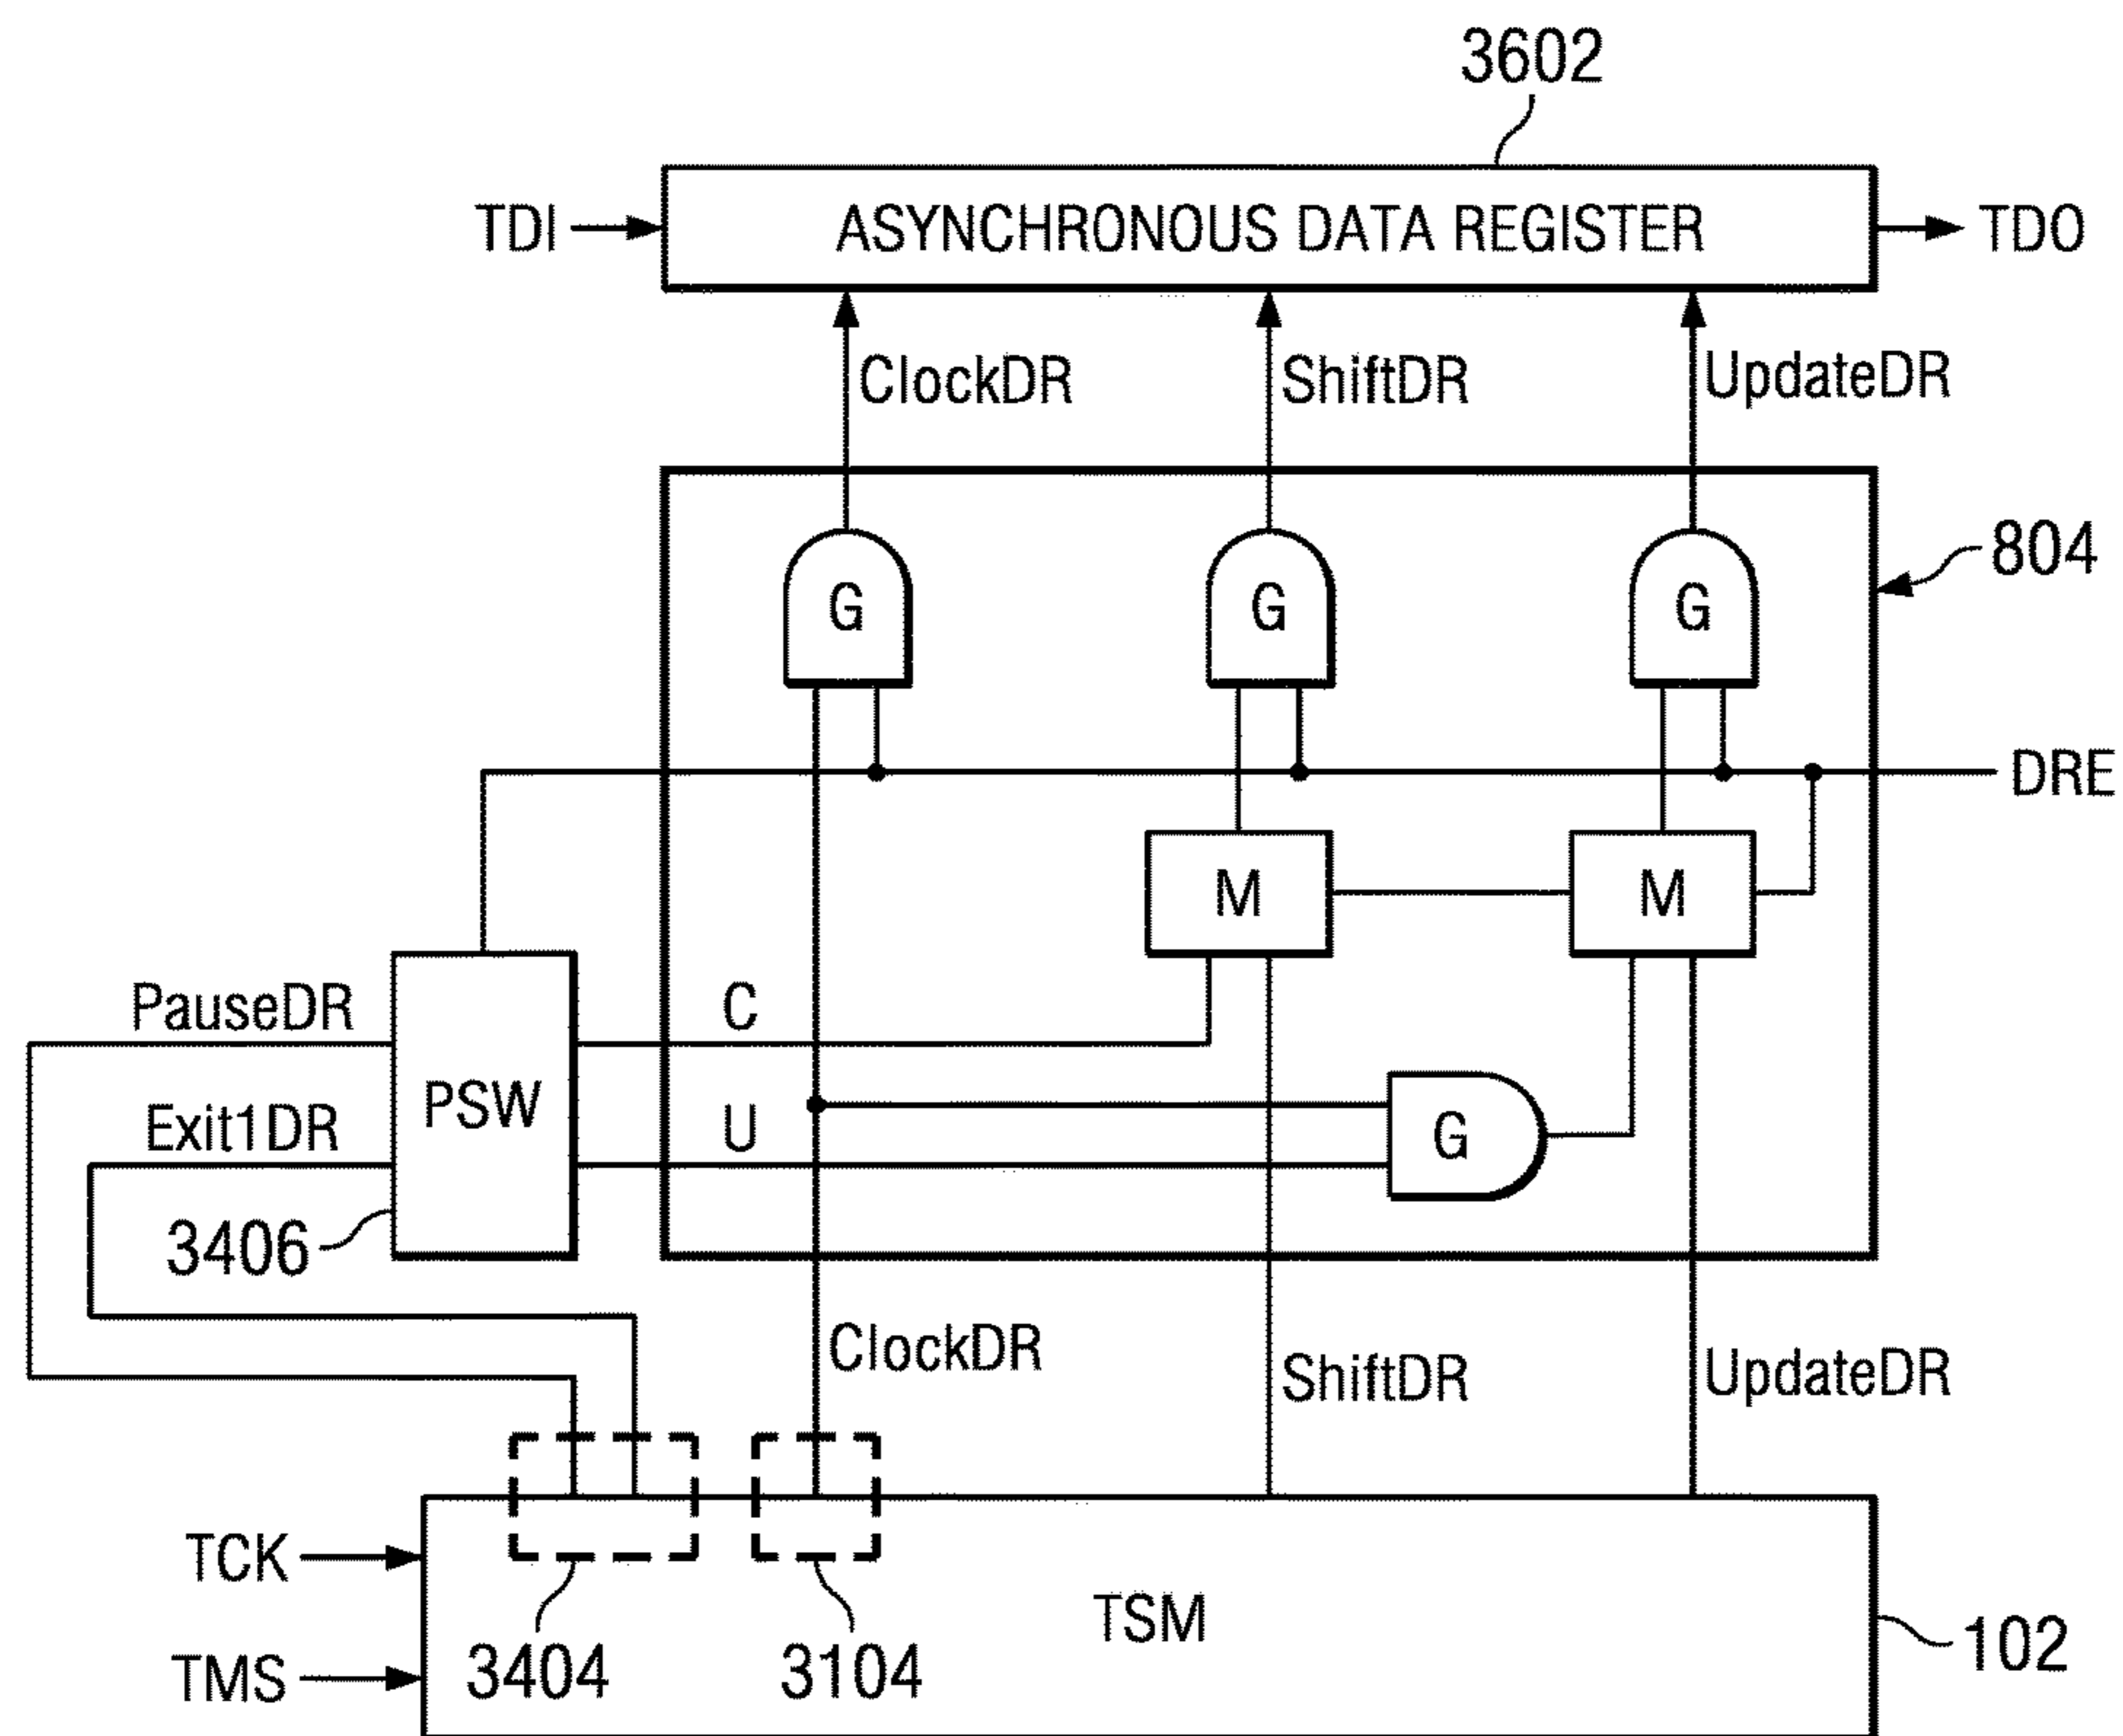 3602
TDI
ASYNCHRONOUS DATA REGISTER
TDO
ClockDR
ShiftDR
UpdateDR
804
G
G
G
DRE
M
M
PauseDR
C
PSW
Exit1DR
U
G
3406
ClockDR
ShiftDR
UpdateDR
TCK
TSM
TMS
3404
3104
102